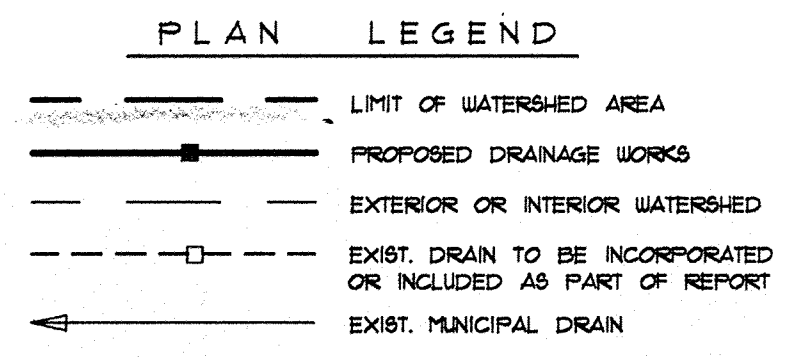 PLAN LEGEND
LIMIT OF WATERSHED AREA
PROPOSED DRAINAGE WORKS
EXTERIOR OR INTERIOR WATERSHED
EXIST. DRAIN TO BE INCORPORATED
OR INCLUDED AS PART OF REPORT
EXIST. MUNICIPAL DRAIN